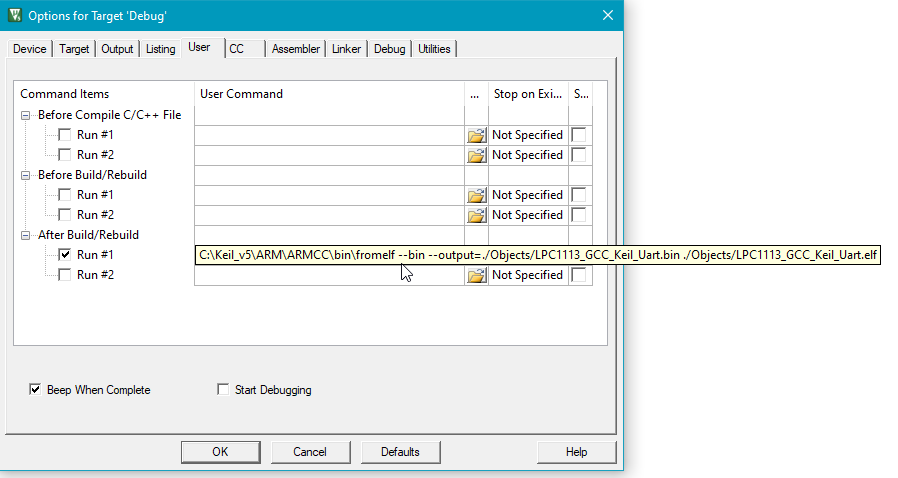 Options for Target 'Debug'
Device Target Output Listing User CC Assembler Linker Debug Utilities
Command Items User Command ... Stop on Exi... S...
Before Compile C/C++ File
Run #1 Not Specified
Run #2 Not Specified
Before Build/Rebuild
Run #1 Not Specified
Run #2 Not Specified
After Build/Rebuild
Run #1 C:\Keil_v5\ARM\ARMCC\bin\fromelf --bin --output=./Objects/LPC1113_GCC_Keil_Uart.bin ./Objects/LPC1113_GCC_Keil_Uart.elf
Run #2 Not Specified
Beep When Complete Start Debugging
OK Cancel Defaults Help